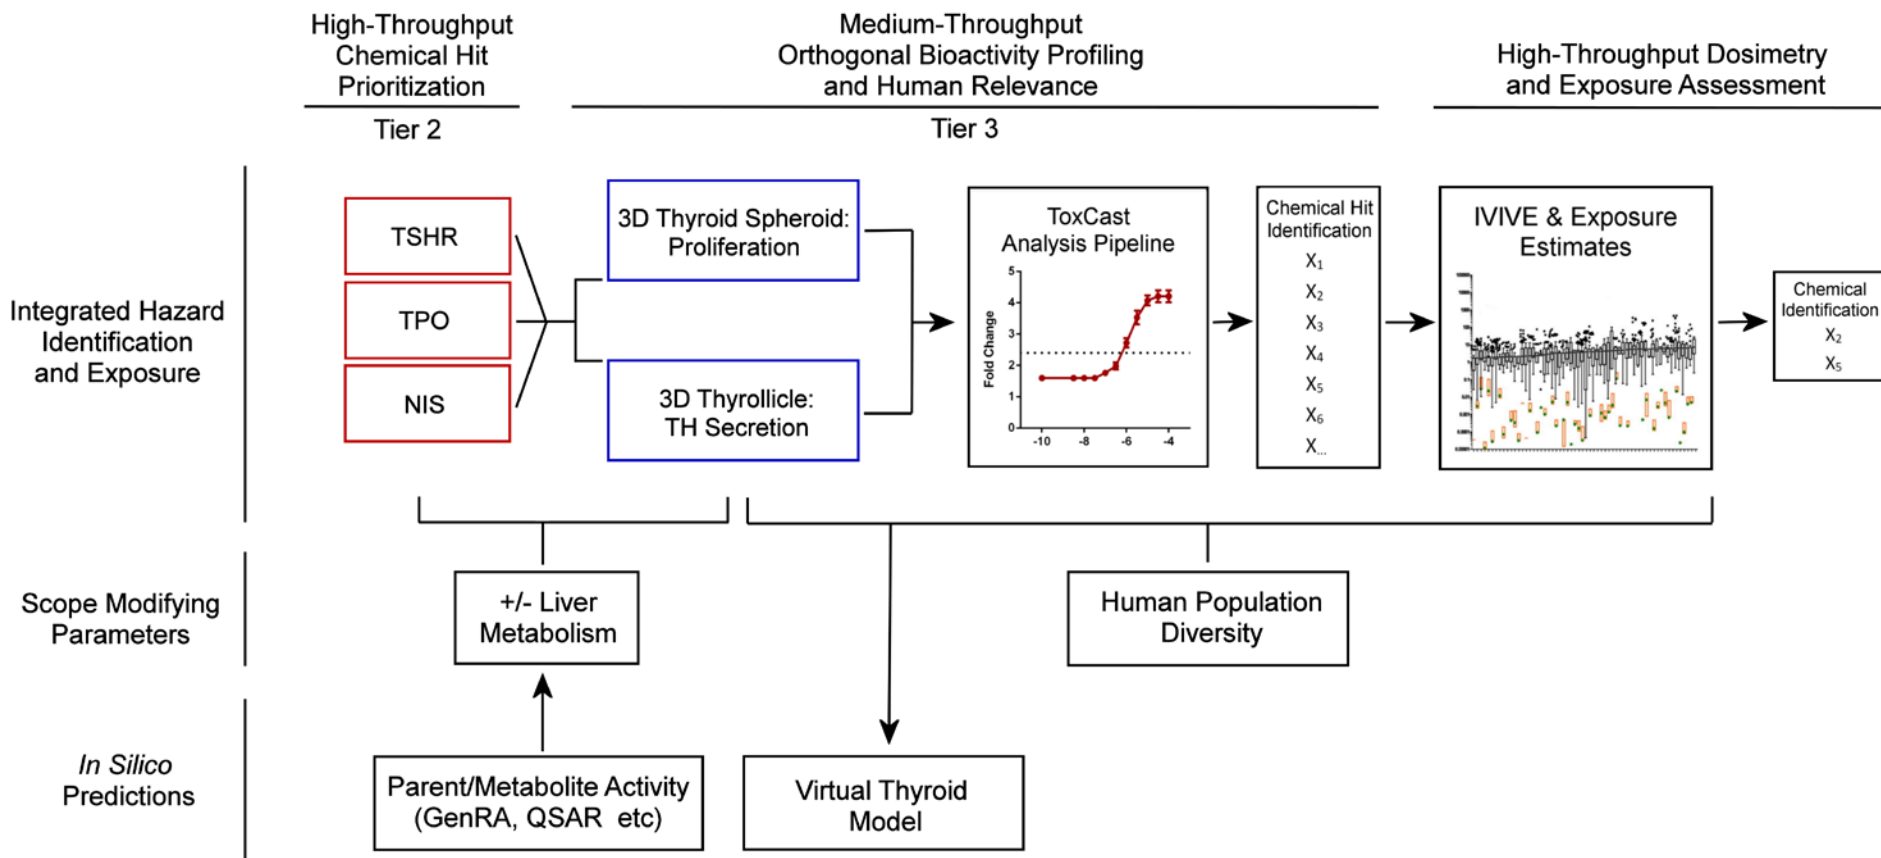 High-Throughput
Chemical Hit
Prioritization
Medium-Throughput
Orthogonal Bioactivity Profiling
and Human Relevance
High-Throughput Dosimetry
and Exposure Assessment
Tier 2
Tier 3
Integrated Hazard
Identification
and Exposure
TSHR
TPO
NIS
3D Thyroid Spheroid:
Proliferation
3D Thyrollicle:
TH Secretion
ToxCast
Analysis Pipeline
Fold Change
5
4
3
2
1
0
-10
-8
-6
-4
Chemical Hit
Identification
X1
X2
X3
X4
X5
X6
X...
IVIVE & Exposure
Estimates
Chemical
Identification
X2
X5
Scope Modifying
Parameters
+/- Liver
Metabolism
Human Population
Diversity
In Silico
Predictions
Parent/Metabolite Activity
(GenRA, QSAR etc)
Virtual Thyroid
Model